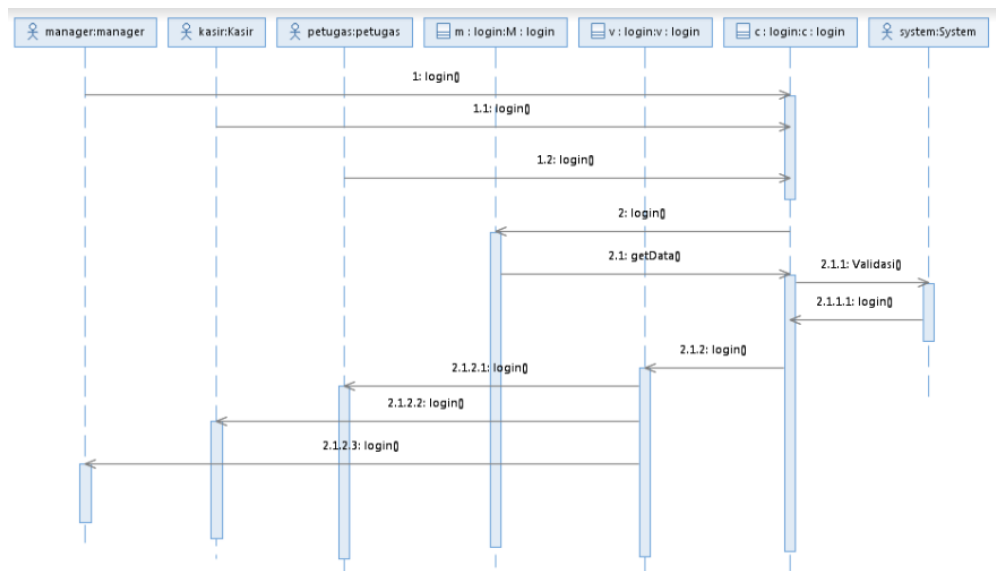 manager:manager
kasir:Kasir
petugas:petugas
m : login:M : login
v : login:v : login
c : login:c : login
system:System
1: login()
1.1: login()
1.2: login()
2: login()
2.1: getData()
2.1.1: Validasi()
2.1.1.1: login()
2.1.2: login()
2.1.2.1: login()
2.1.2.2: login()
2.1.2.3: login()